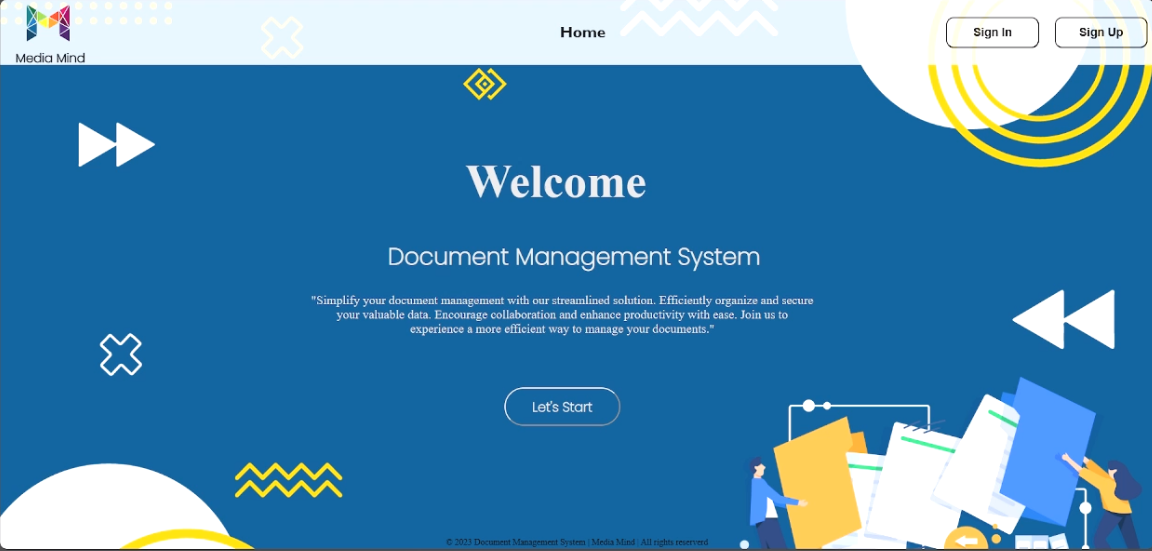 Media Mind
Home
Sign In
Sign Up
Welcome
Document Management System
"Simplify your document management with our streamlined solution. Efficiently organize and secure
your valuable data. Encourage collaboration and enhance productivity with ease. Join us to
experience a more efficient way to manage your documents."
Let's Start
© 2023 Document Management System | Media Mind | All rights reserverd